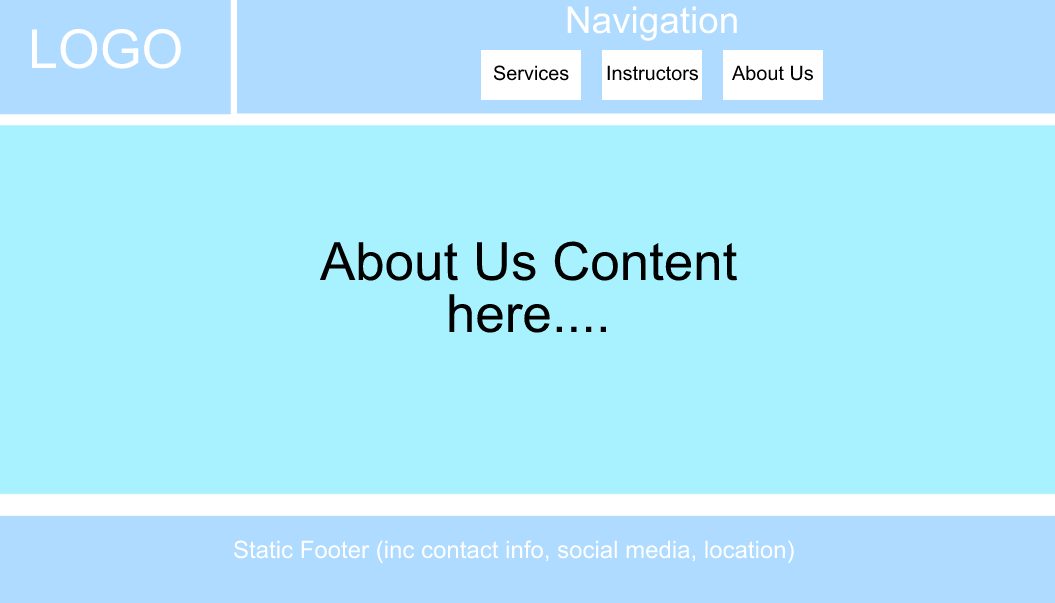 LOGO
Navigation
Services
Instructors
About Us
About Us Content
here....
Static Footer (inc contact info, social media, location)